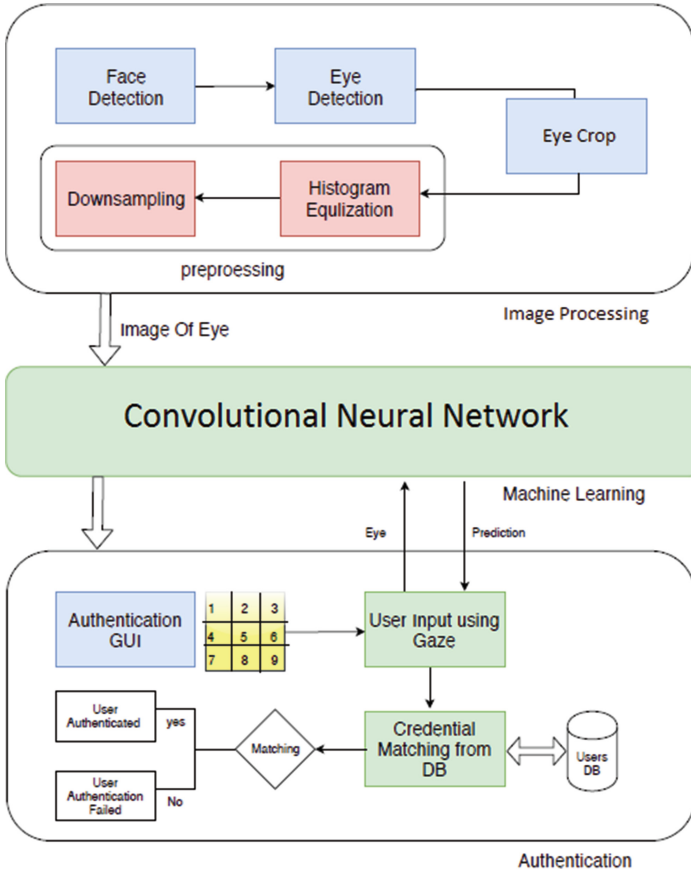 Face
Detection
Eye
Detection
Eye Crop
Downsampling
Histogram
Equlization
preproessing
Image Processing
Image Of Eye
Convolutional Neural Network
Machine Learning
Eye
Prediction
Authentication
GUI
1 2 3
4 5 6
7 8 9
User Input using
Gaze
User
Authenticated
yes
Matching
Credential
Matching from
DB
Users
DB
User
Authentication
Failed
No
Authentication